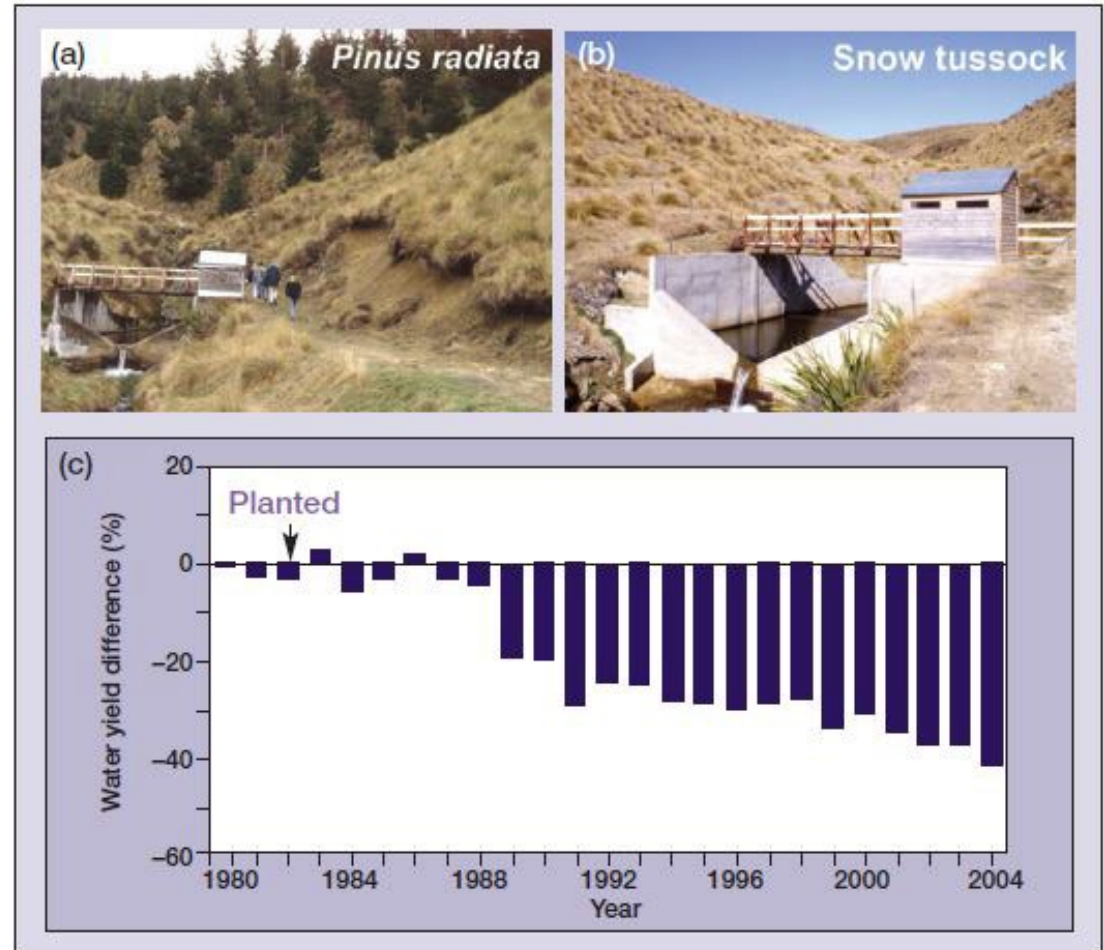 (a)
Pinus radiata
(b)
Snow tussock
(c)
Planted
Water yield difference (%)
20
0
–20
–40
–60
1980 1984 1988 1992 1996 2000 2004
Year